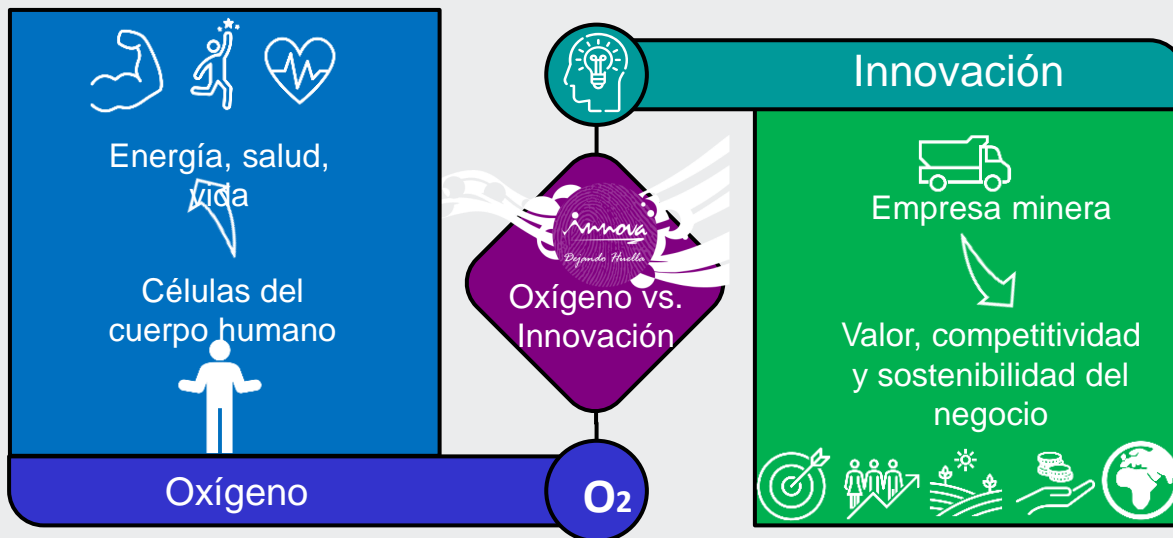 Energía, salud,
vida
Células del
cuerpo humano
Oxígeno
innova
Dejando Huella
Oxígeno vs.
Innovación
O₂
Innovación
Empresa minera
Valor, competitividad
y sostenibilidad del
negocio